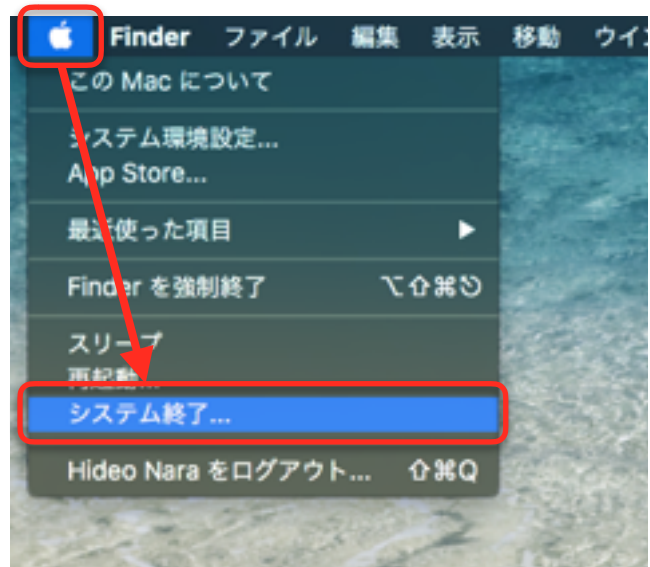 Finder ファイル 編集 表示 移動 ウイン
この Mac について
システム環境設定...
App Store...
最近使った項目 ▶
Finder を強制終了 ⌥⇧⌘⎋
スリープ
再起動...
システム終了...
Hideo Nara をログアウト... ⇧⌘Q